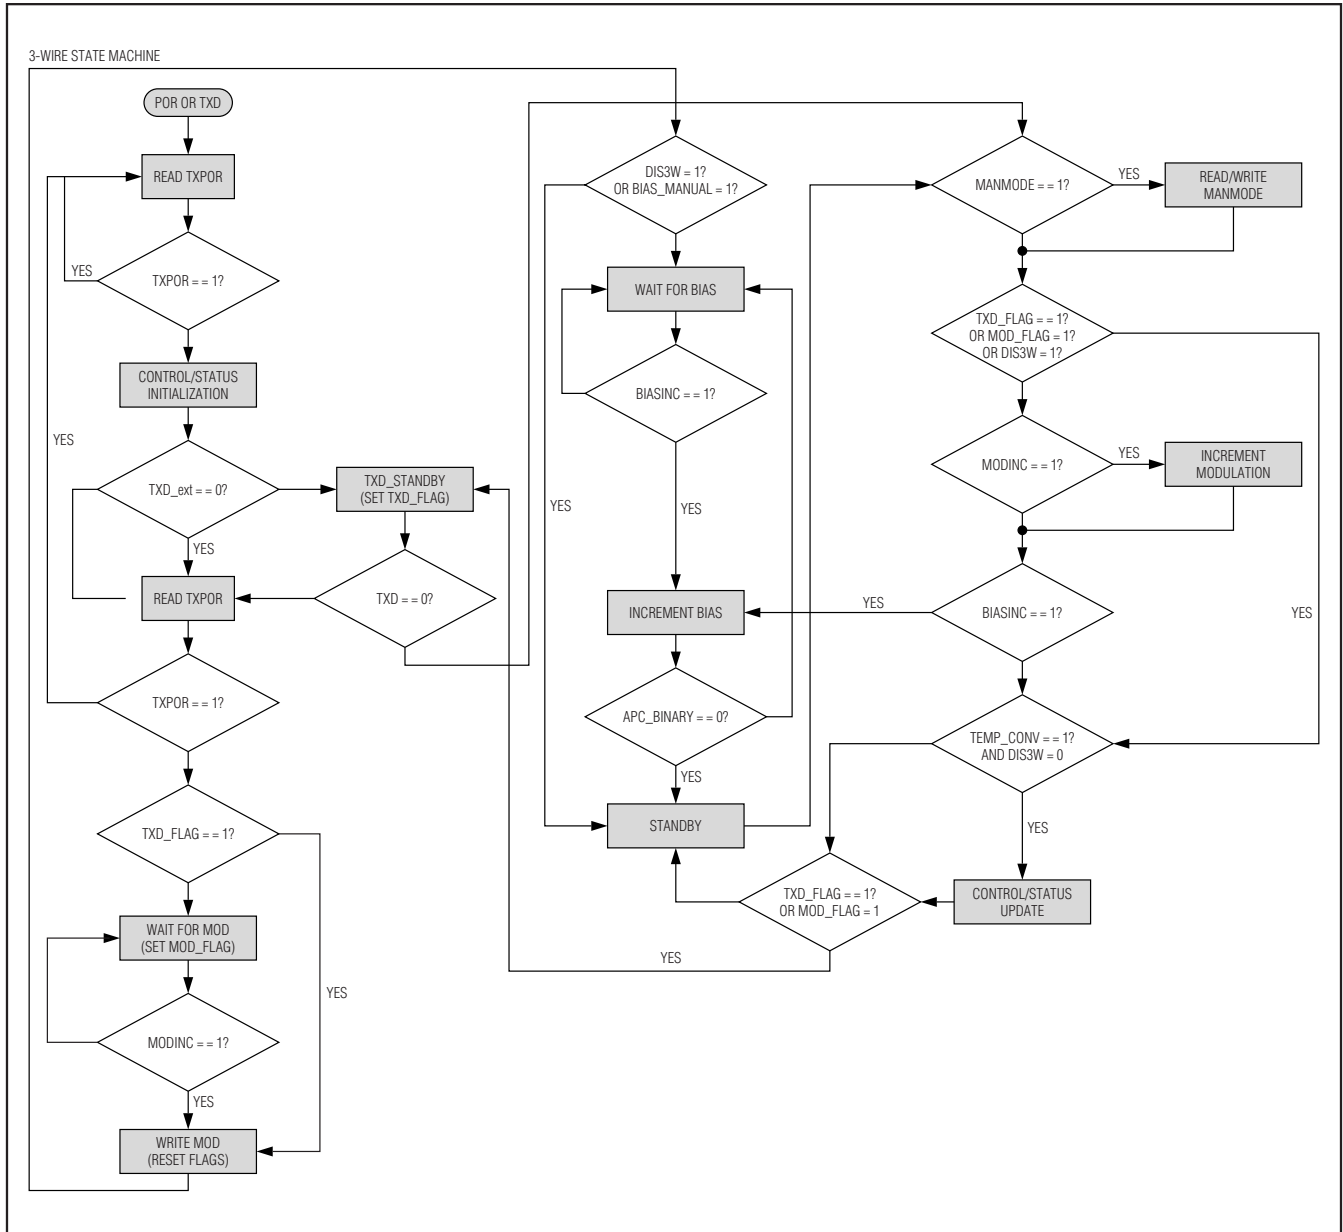 3-WIRE STATE MACHINE
POR OR TXD
READ TXPOR
YES
TXPOR = = 1?
CONTROL/STATUS
INITIALIZATION
YES
TXD_ext = = 0?
YES
READ TXPOR
TXPOR = = 1?
TXD_FLAG = = 1?
WAIT FOR MOD
(SET MOD_FLAG)
YES
MODINC = = 1?
YES
WRITE MOD
(RESET FLAGS)
TXD_STANDBY
(SET TXD_FLAG)
TXD = = 0?
DIS3W = 1?
OR BIAS_MANUAL = 1?
WAIT FOR BIAS
BIASINC = = 1?
YES
YES
INCREMENT BIAS
APC_BINARY = = 0?
YES
STANDBY
MANMODE = = 1?
YES
READ/WRITE
MANMODE
TXD_FLAG = = 1?
OR MOD_FLAG = 1?
OR DIS3W = 1?
MODINC = = 1?
YES
INCREMENT
MODULATION
BIASINC = = 1?
YES
YES
TEMP_CONV = = 1?
AND DIS3W = 0
YES
CONTROL/STATUS
UPDATE
TXD_FLAG = = 1?
OR MOD_FLAG = 1
YES